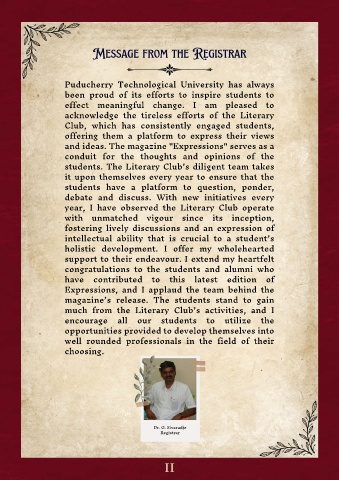 MESSAGE FROM THE REGISTRAR
Puducherry Technological University has always
been proud of its efforts to inspire students to
effect meaningful change. I am pleased to
acknowledge the tireless efforts of the Literary
Club, which has consistently engaged students,
offering them a platform to express their views
and ideas. The magazine "Expressions" serves as a
conduit for the thoughts and opinions of the
students. The Literary Club's diligent team takes
it upon themselves every year to ensure that the
students have a platform to question, ponder,
debate and discuss. With new initiatives every
year, I have observed the Literary Club operate
with unmatched vigour since its inception,
fostering lively discussions and an expression of
intellectual ability that is crucial to a student's
holistic development. I offer my wholehearted
support to their endeavour. I extend my heartfelt
congratulations to the students and alumni who
have contributed to this latest edition of
Expressions, and I applaud the team behind the
magazine's release. The students stand to gain
much from the Literary Club's activities, and I
encourage all our students to utilize the
opportunities provided to develop themselves into
well rounded professionals in the field of their
choosing.
Dr. G. Sivaradje
Registrar
II